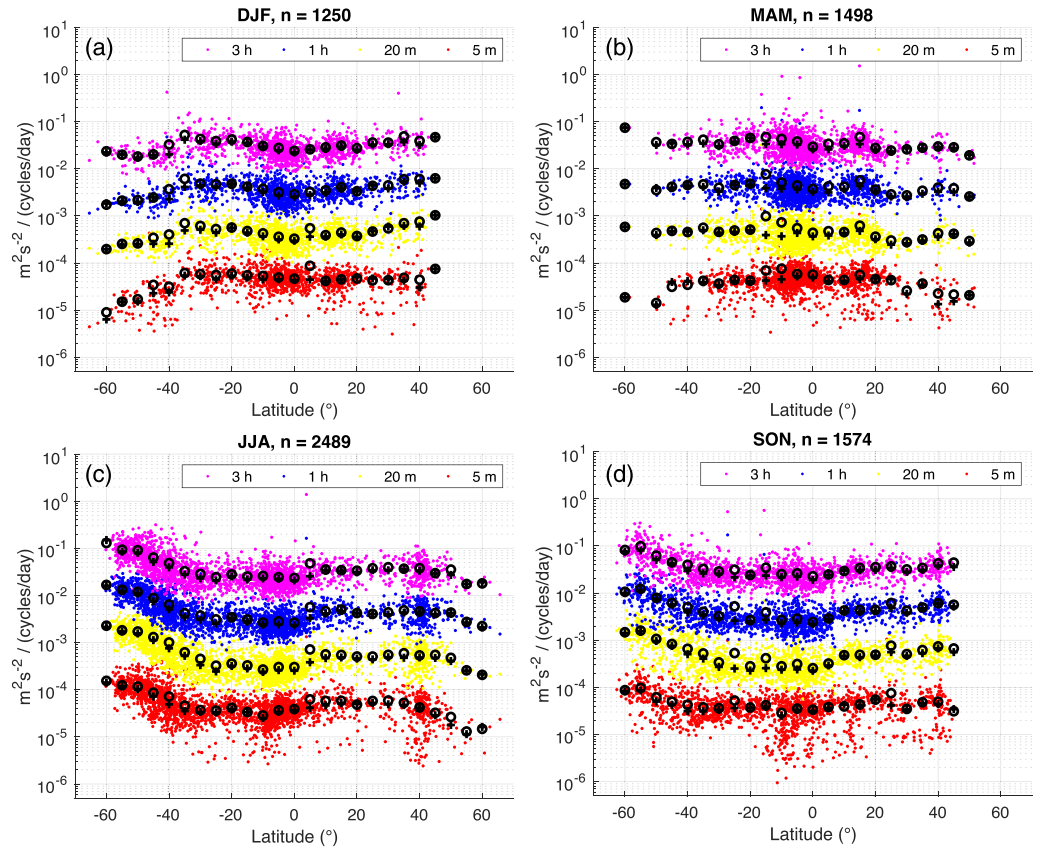 DJF, n = 1250
(a)
3 h 1 h 20 m 5 m
m²s⁻² / (cycles/day)
10¹
10⁰
10⁻¹
10⁻²
10⁻³
10⁻⁴
10⁻⁵
10⁻⁶
-60 -40 -20 0 20 40 60
Latitude (°)
MAM, n = 1498
(b)
3 h 1 h 20 m 5 m
m²s⁻² / (cycles/day)
10¹
10⁰
10⁻¹
10⁻²
10⁻³
10⁻⁴
10⁻⁵
10⁻⁶
-60 -40 -20 0 20 40 60
Latitude (°)
JJA, n = 2489
(c)
3 h 1 h 20 m 5 m
m²s⁻² / (cycles/day)
10¹
10⁰
10⁻¹
10⁻²
10⁻³
10⁻⁴
10⁻⁵
10⁻⁶
-60 -40 -20 0 20 40 60
Latitude (°)
SON, n = 1574
(d)
3 h 1 h 20 m 5 m
m²s⁻² / (cycles/day)
10¹
10⁰
10⁻¹
10⁻²
10⁻³
10⁻⁴
10⁻⁵
10⁻⁶
-60 -40 -20 0 20 40 60
Latitude (°)